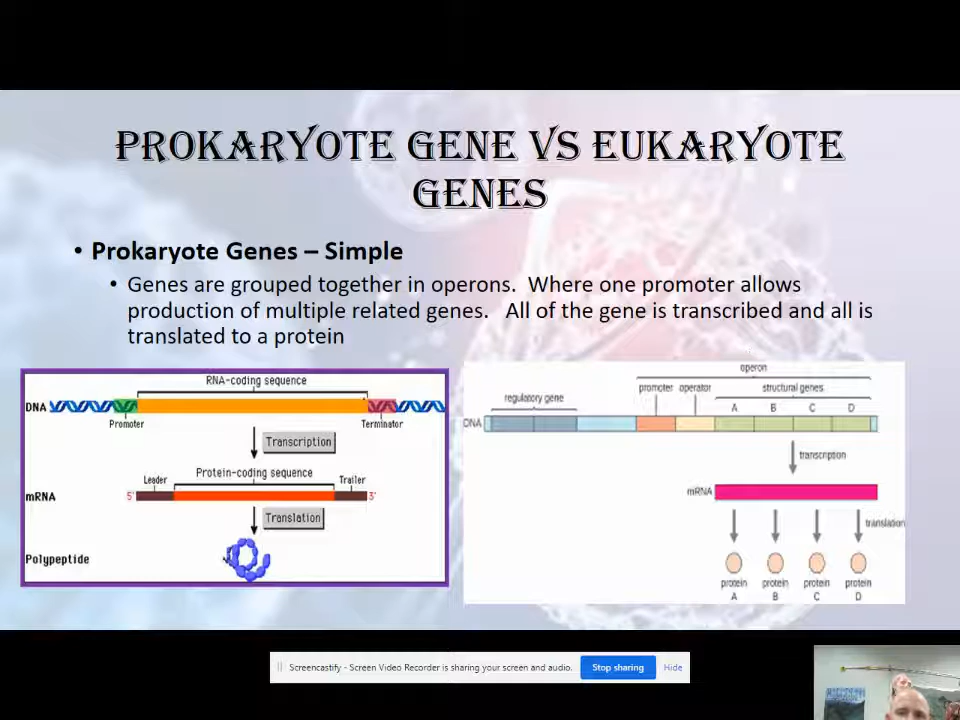 PROKARYOTE GENE VS EUKARYOTE
GENES
• Prokaryote Genes – Simple
• Genes are grouped together in operons. Where one promoter allows
production of multiple related genes. All of the gene is transcribed and all is
translated to a protein
RNA-coding sequence
DNA
Promoter
Terminator
Transcription
Protein-coding sequence
Leader
Trailer
mRNA
5'
3'
Translation
Polypeptide
operon
promoter operator structural genes
regulatory gene
A B C D
DNA
transcription
mRNA
translation
protein protein protein protein
A B C D
Screencastify - Screen Video Recorder is sharing your screen and audio. Stop sharing Hide